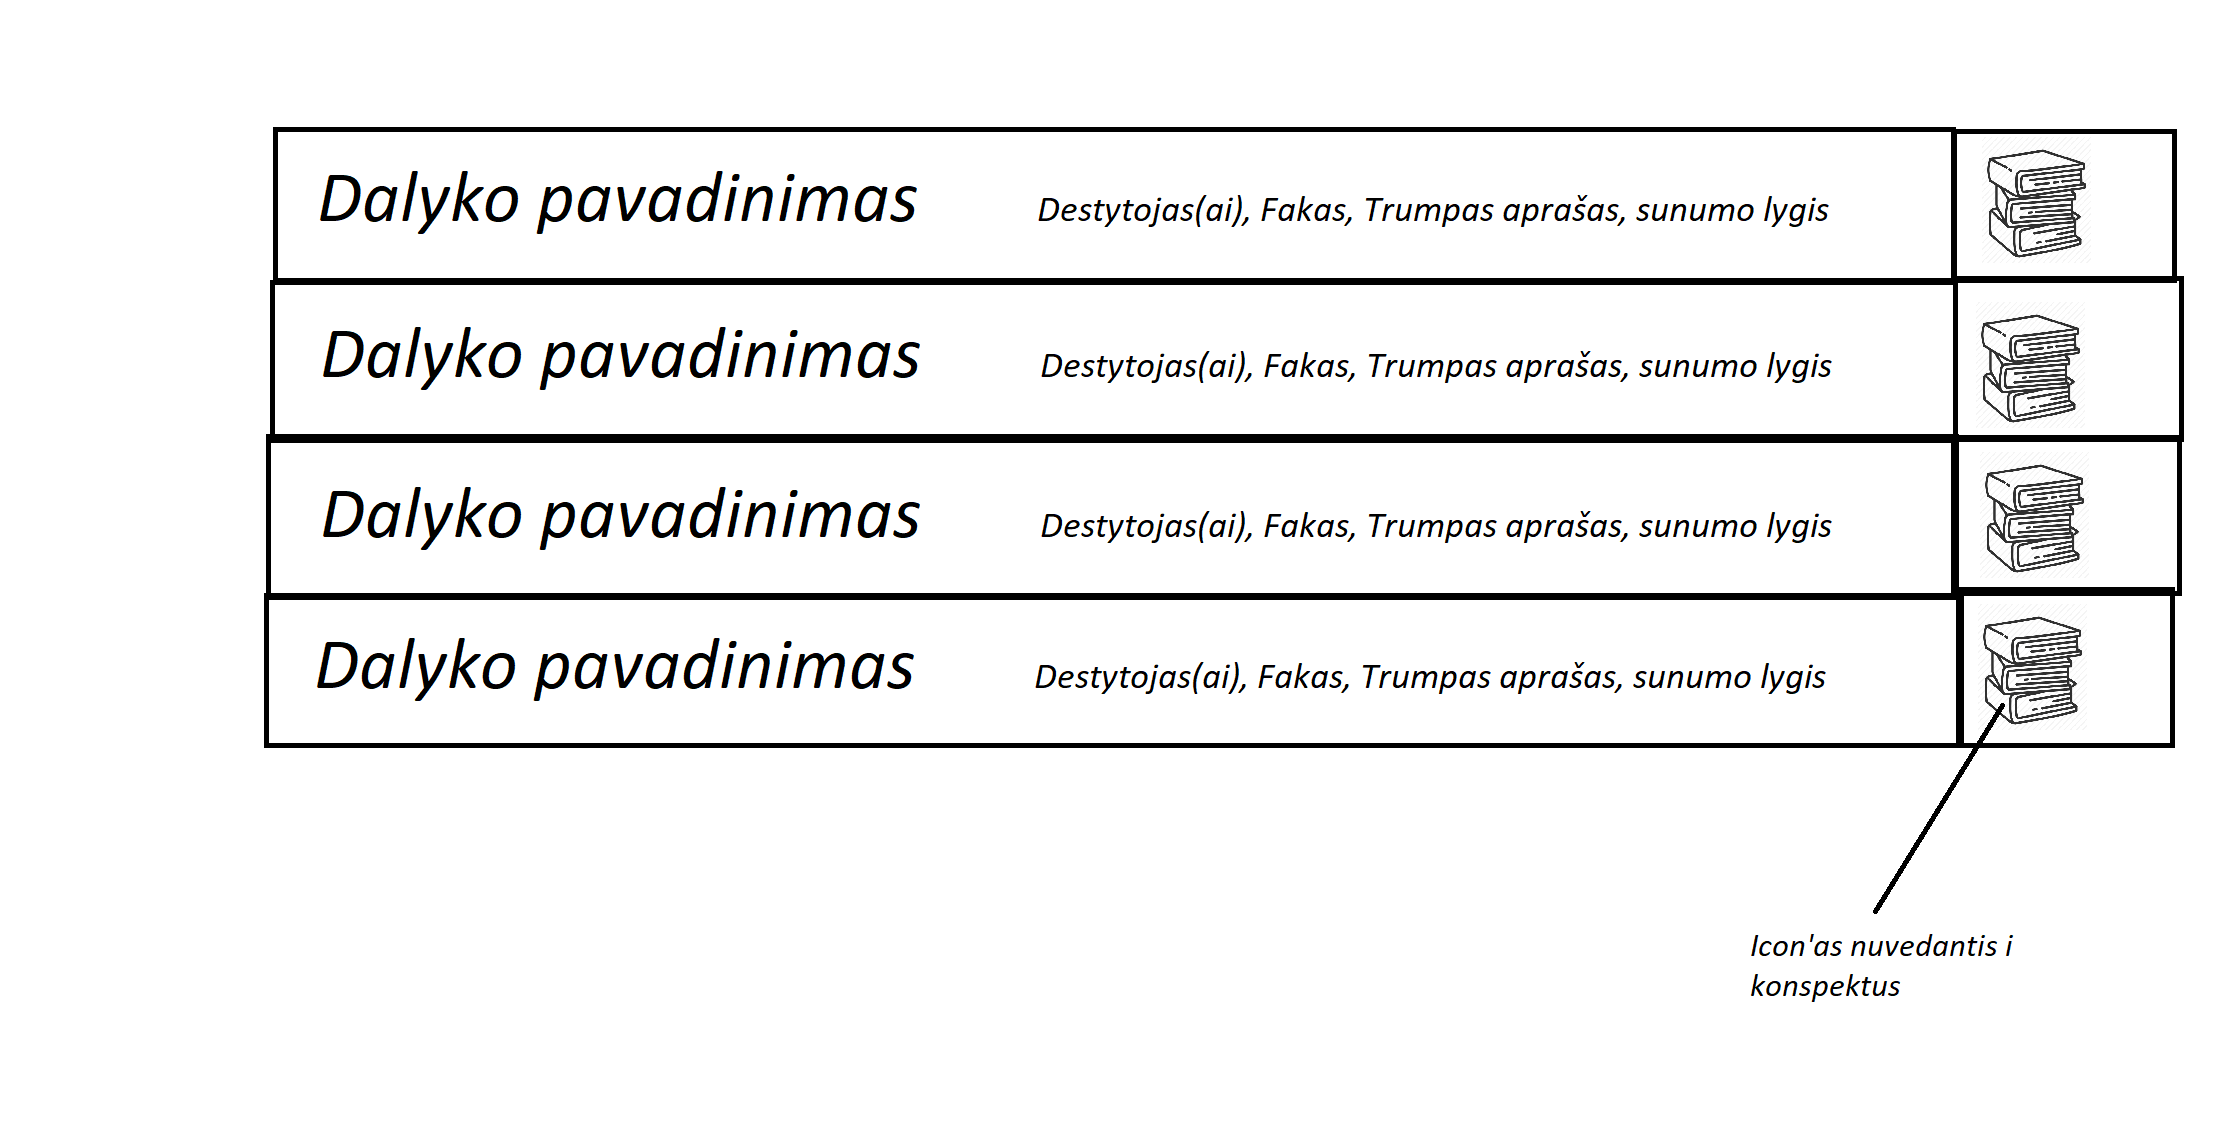 Dalyko pavadinimas
Destytojas(ai), Fakas, Trumpas aprašas, sunumo lygis
Dalyko pavadinimas
Destytojas(ai), Fakas, Trumpas aprašas, sunumo lygis
Dalyko pavadinimas
Destytojas(ai), Fakas, Trumpas aprašas, sunumo lygis
Dalyko pavadinimas
Destytojas(ai), Fakas, Trumpas aprašas, sunumo lygis
Icon'as nuvedantis i
konspektus